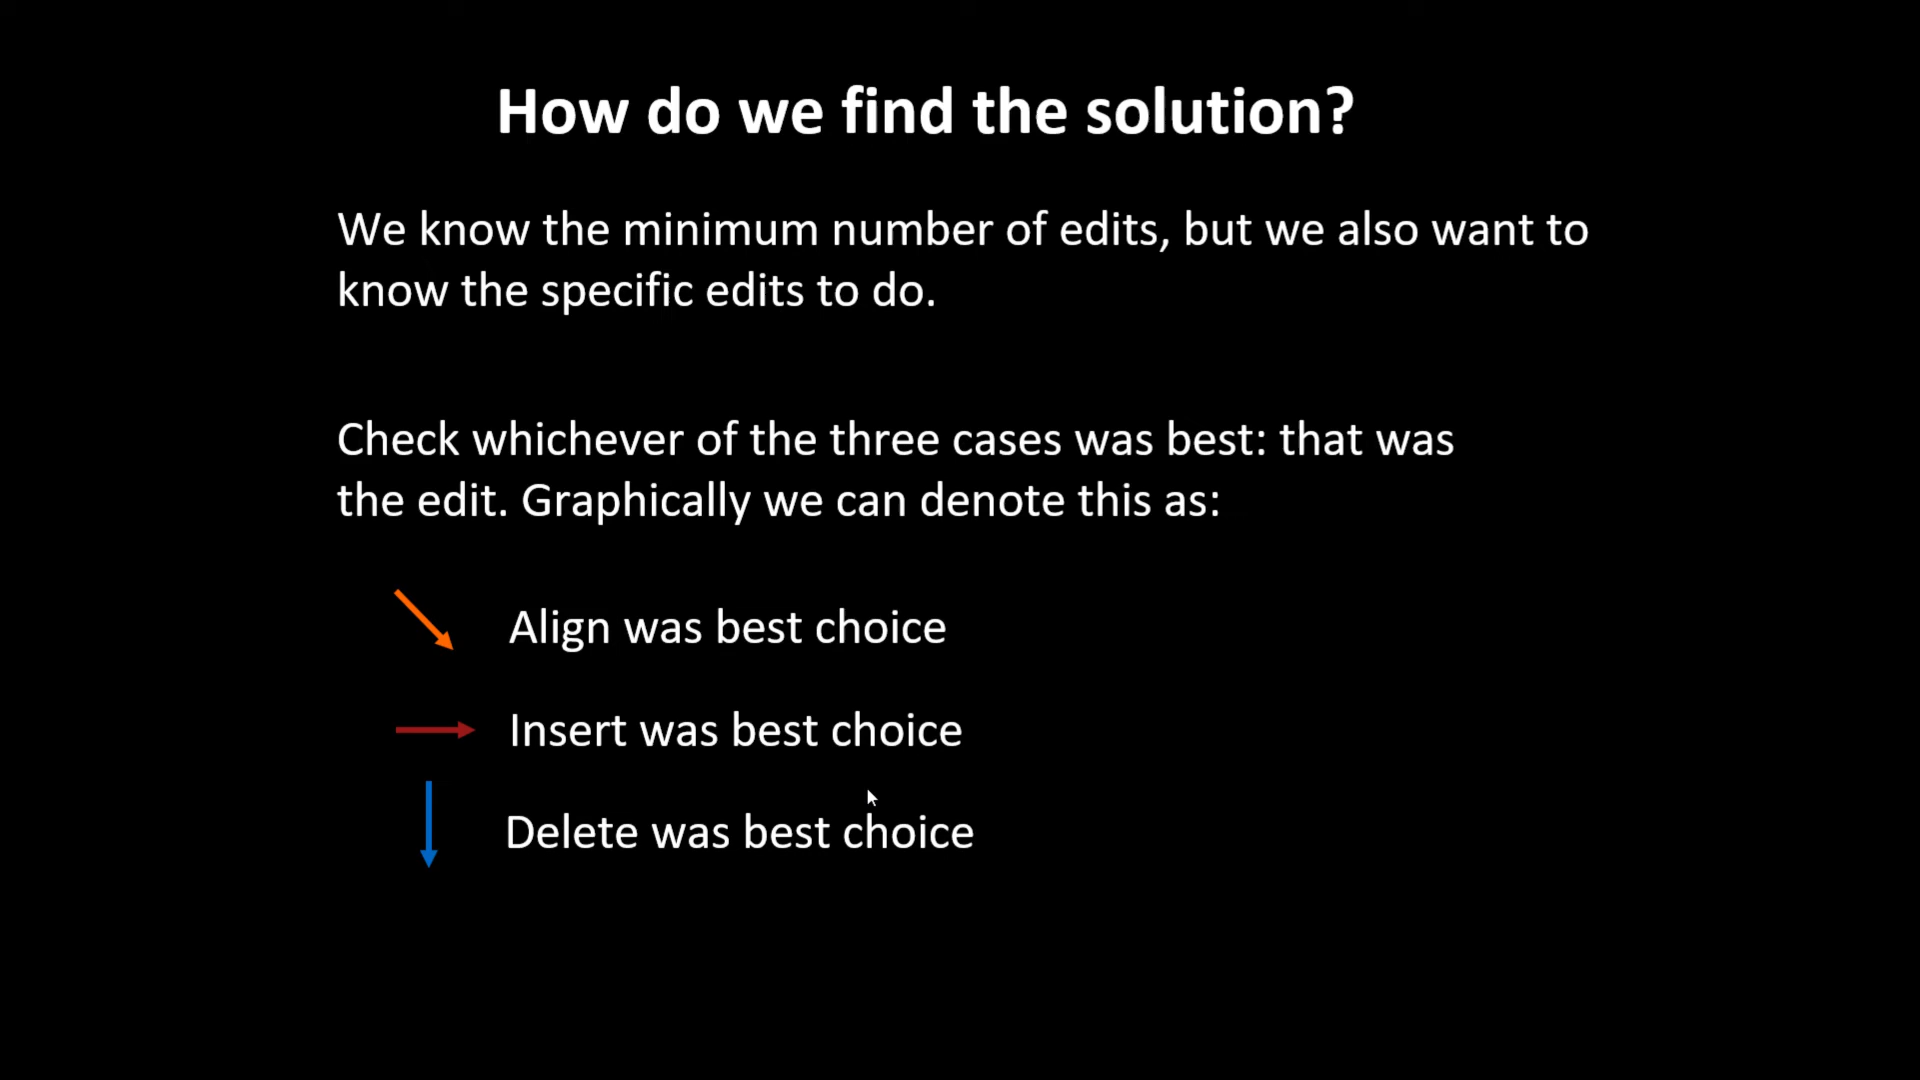 How do we find the solution?
We know the minimum number of edits, but we also want to
know the specific edits to do.
Check whichever of the three cases was best: that was
the edit. Graphically we can denote this as:
Align was best choice
Insert was best choice
Delete was best choice